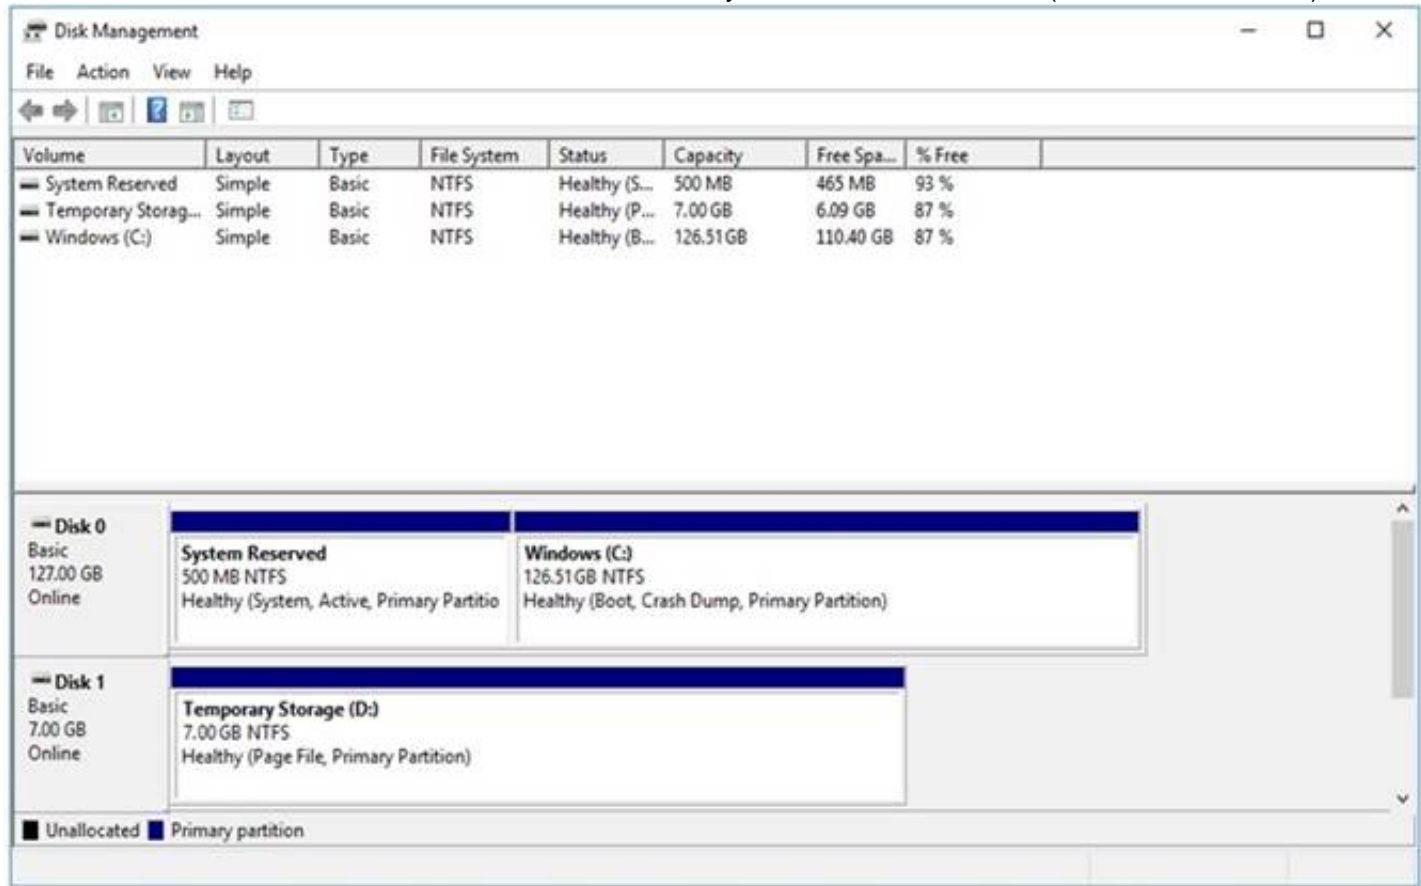 Disk Management
File Action View Help
Volume Layout Type File System Status Capacity Free Spa... % Free
System Reserved Simple Basic NTFS Healthy (S... 500 MB 465 MB 93 %
Temporary Storag... Simple Basic NTFS Healthy (P... 7.00 GB 6.09 GB 87 %
Windows (C:) Simple Basic NTFS Healthy (B... 126.51GB 110.40 GB 87 %
Disk 0
Basic
127.00 GB
Online
System Reserved
500 MB NTFS
Healthy (System, Active, Primary Partitio
Windows (C:)
126.51GB NTFS
Healthy (Boot, Crash Dump, Primary Partition)
Disk 1
Basic
7.00 GB
Online
Temporary Storage (D:)
7.00 GB NTFS
Healthy (Page File, Primary Partition)
Unallocated Primary partition